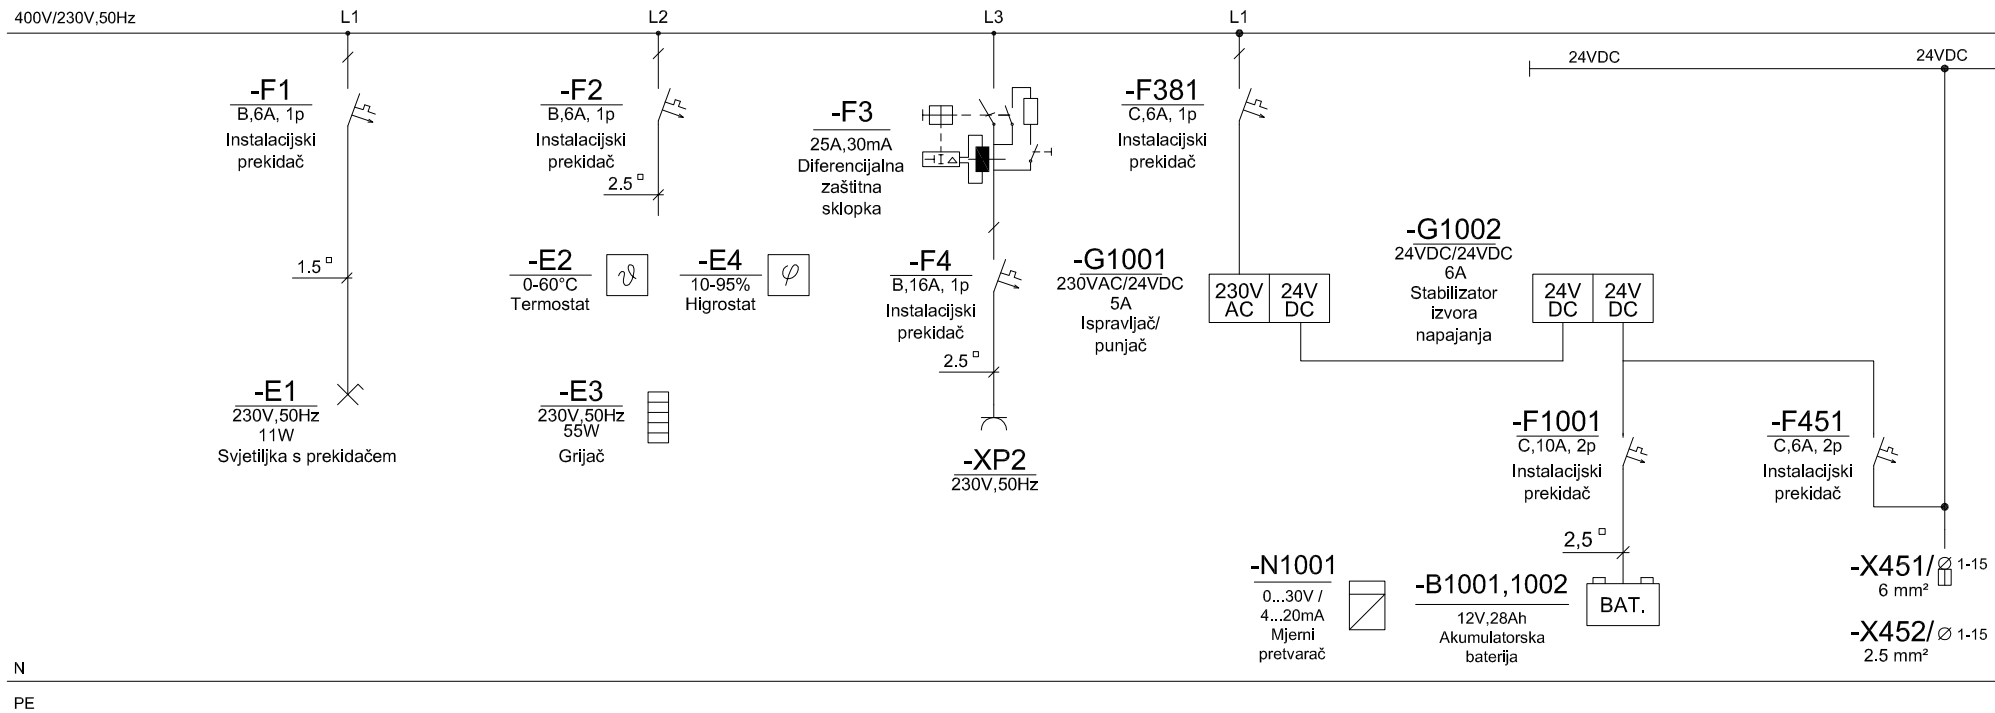 400V/230V,50Hz
L1
L2
L3
L1
24VDC
24VDC
-F1
B,6A, 1p
Instalacijski
prekidač
1.5
-E1
230V,50Hz
11W
Svjetiljka s prekidačem
-F2
B,6A, 1p
Instalacijski
prekidač
2.5
-E2
0-60°C
Termostat
ϑ
-E4
10-95%
Higrostat
φ
-E3
230V,50Hz
55W
Grijač
-F3
25A,30mA
Diferencijalna
zaštitna
sklopka
-F4
B,16A, 1p
Instalacijski
prekidač
2.5
-XP2
230V,50Hz
-F381
C,6A, 1p
Instalacijski
prekidač
-G1001
230VAC/24VDC
5A
Ispravljač/
punjač
230V
AC
24V
DC
-G1002
24VDC/24VDC
6A
Stabilizator
izvora
napajanja
24V
DC
24V
DC
-F1001
C,10A, 2p
Instalacijski
prekidač
2,5
-F451
C,6A, 2p
Instalacijski
prekidač
-N1001
0...30V /
4...20mA
Mjerni
pretvarač
-B1001,1002
12V,28Ah
Akumulatorska
baterija
BAT.
-X451/ ∅ 1-15
6 mm²
-X452/ ∅ 1-15
2.5 mm²
N
PE